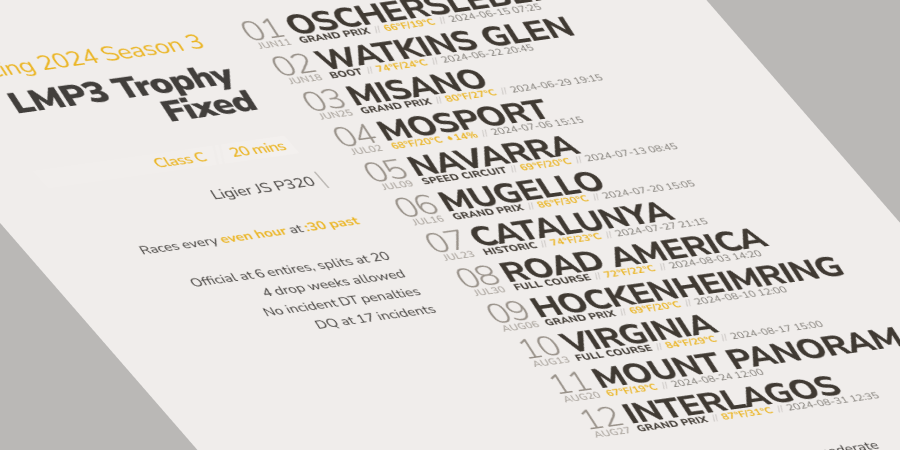 2024 Season 3
LMP3 Trophy
Fixed
Class C 20 mins
Ligier JS P320
Races every even hour at :30 past
Official at 6 entires, splits at 20
4 drop weeks allowed
No incident DT penalties
DQ at 17 incidents
01 JUN11
GRAND PRIX // 66°F/19°C // 2024-06-15 07:25
02 WATKINS GLEN
JUN18 BOOT // 74°F/24°C // 2024-06-22 20:45
03 MISANO
JUN25 GRAND PRIX // 80°F/27°C // 2024-06-29 19:15
04 MOSPORT
JUL02 68°F/20°C 14% // 2024-07-06 15:15
05 NAVARRA
JUL09 SPEED CIRCUIT // 69°F/20°C // 2024-07-13 08:45
06 MUGELLO
JUL16 GRAND PRIX // 86°F/30°C // 2024-07-20 15:05
07 CATALUNYA
JUL23 HISTORIC // 74°F/23°C // 2024-07-27 21:15
08 ROAD AMERICA
JUL30 FULL COURSE // 72°F/22°C // 2024-08-03 14:20
09 HOCKENHEIMRING
AUG06 GRAND PRIX // 69°F/20°C // 2024-08-10 12:00
10 VIRGINIA
AUG13 FULL COURSE // 84°F/29°C // 2024-08-17 15:00
11 MOUNT PANORAM
AUG20 67°F/19°C // 2024-08-24 12:00
12 INTERLAGOS
AUG27 GRAND PRIX // 87°F/31°C // 2024-08-31 12:35